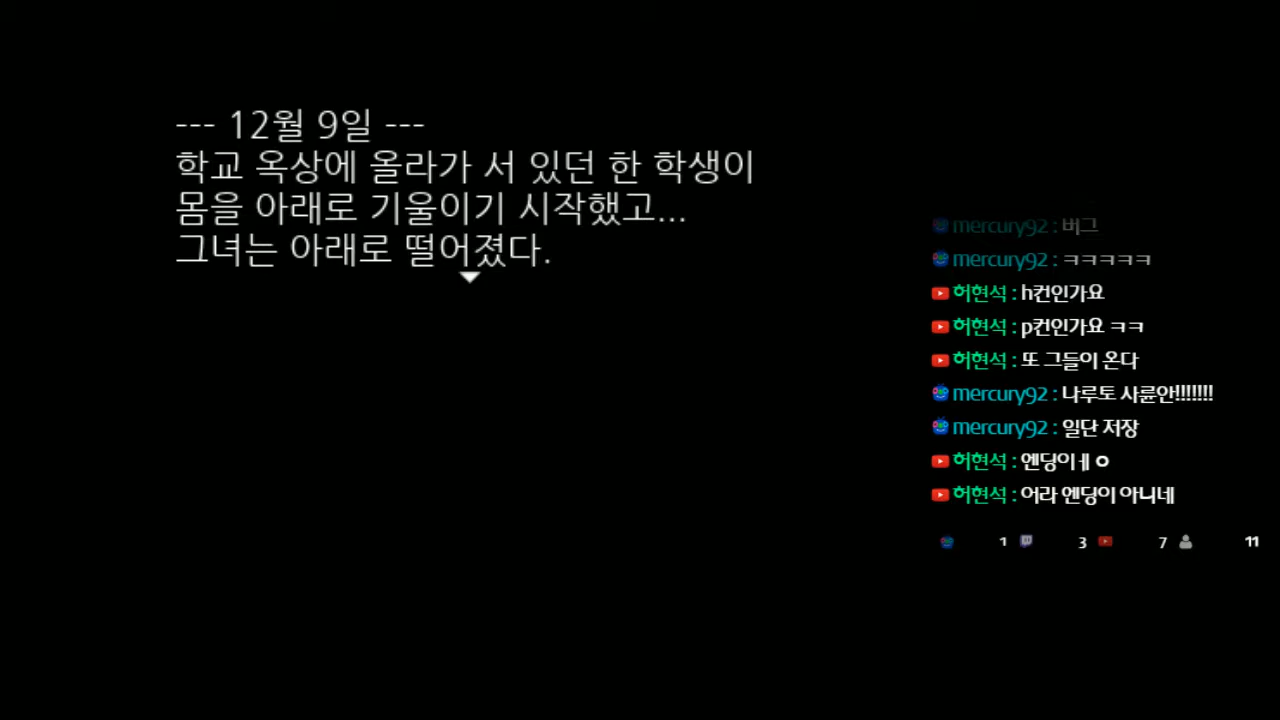 --- 12월 9일 ---
학교 옥상에 올라가 서 있던 한 학생이
몸을 아래로 기울이기 시작했고...
그녀는 아래로 떨어졌다.
mercury92 : 버그
mercury92 : ㅋㅋㅋㅋㅋ
허현석 : h컨인가요
허현석 : p컨인가요 ㅋㅋ
허현석 : 또 그들이 온다
mercury92 : 나루토 사륜안!!!!!!!
mercury92 : 일단 저장
허현석 : 엔딩이ㅔㅇ
허현석 : 어라 엔딩이 아니네
1 3 7 11